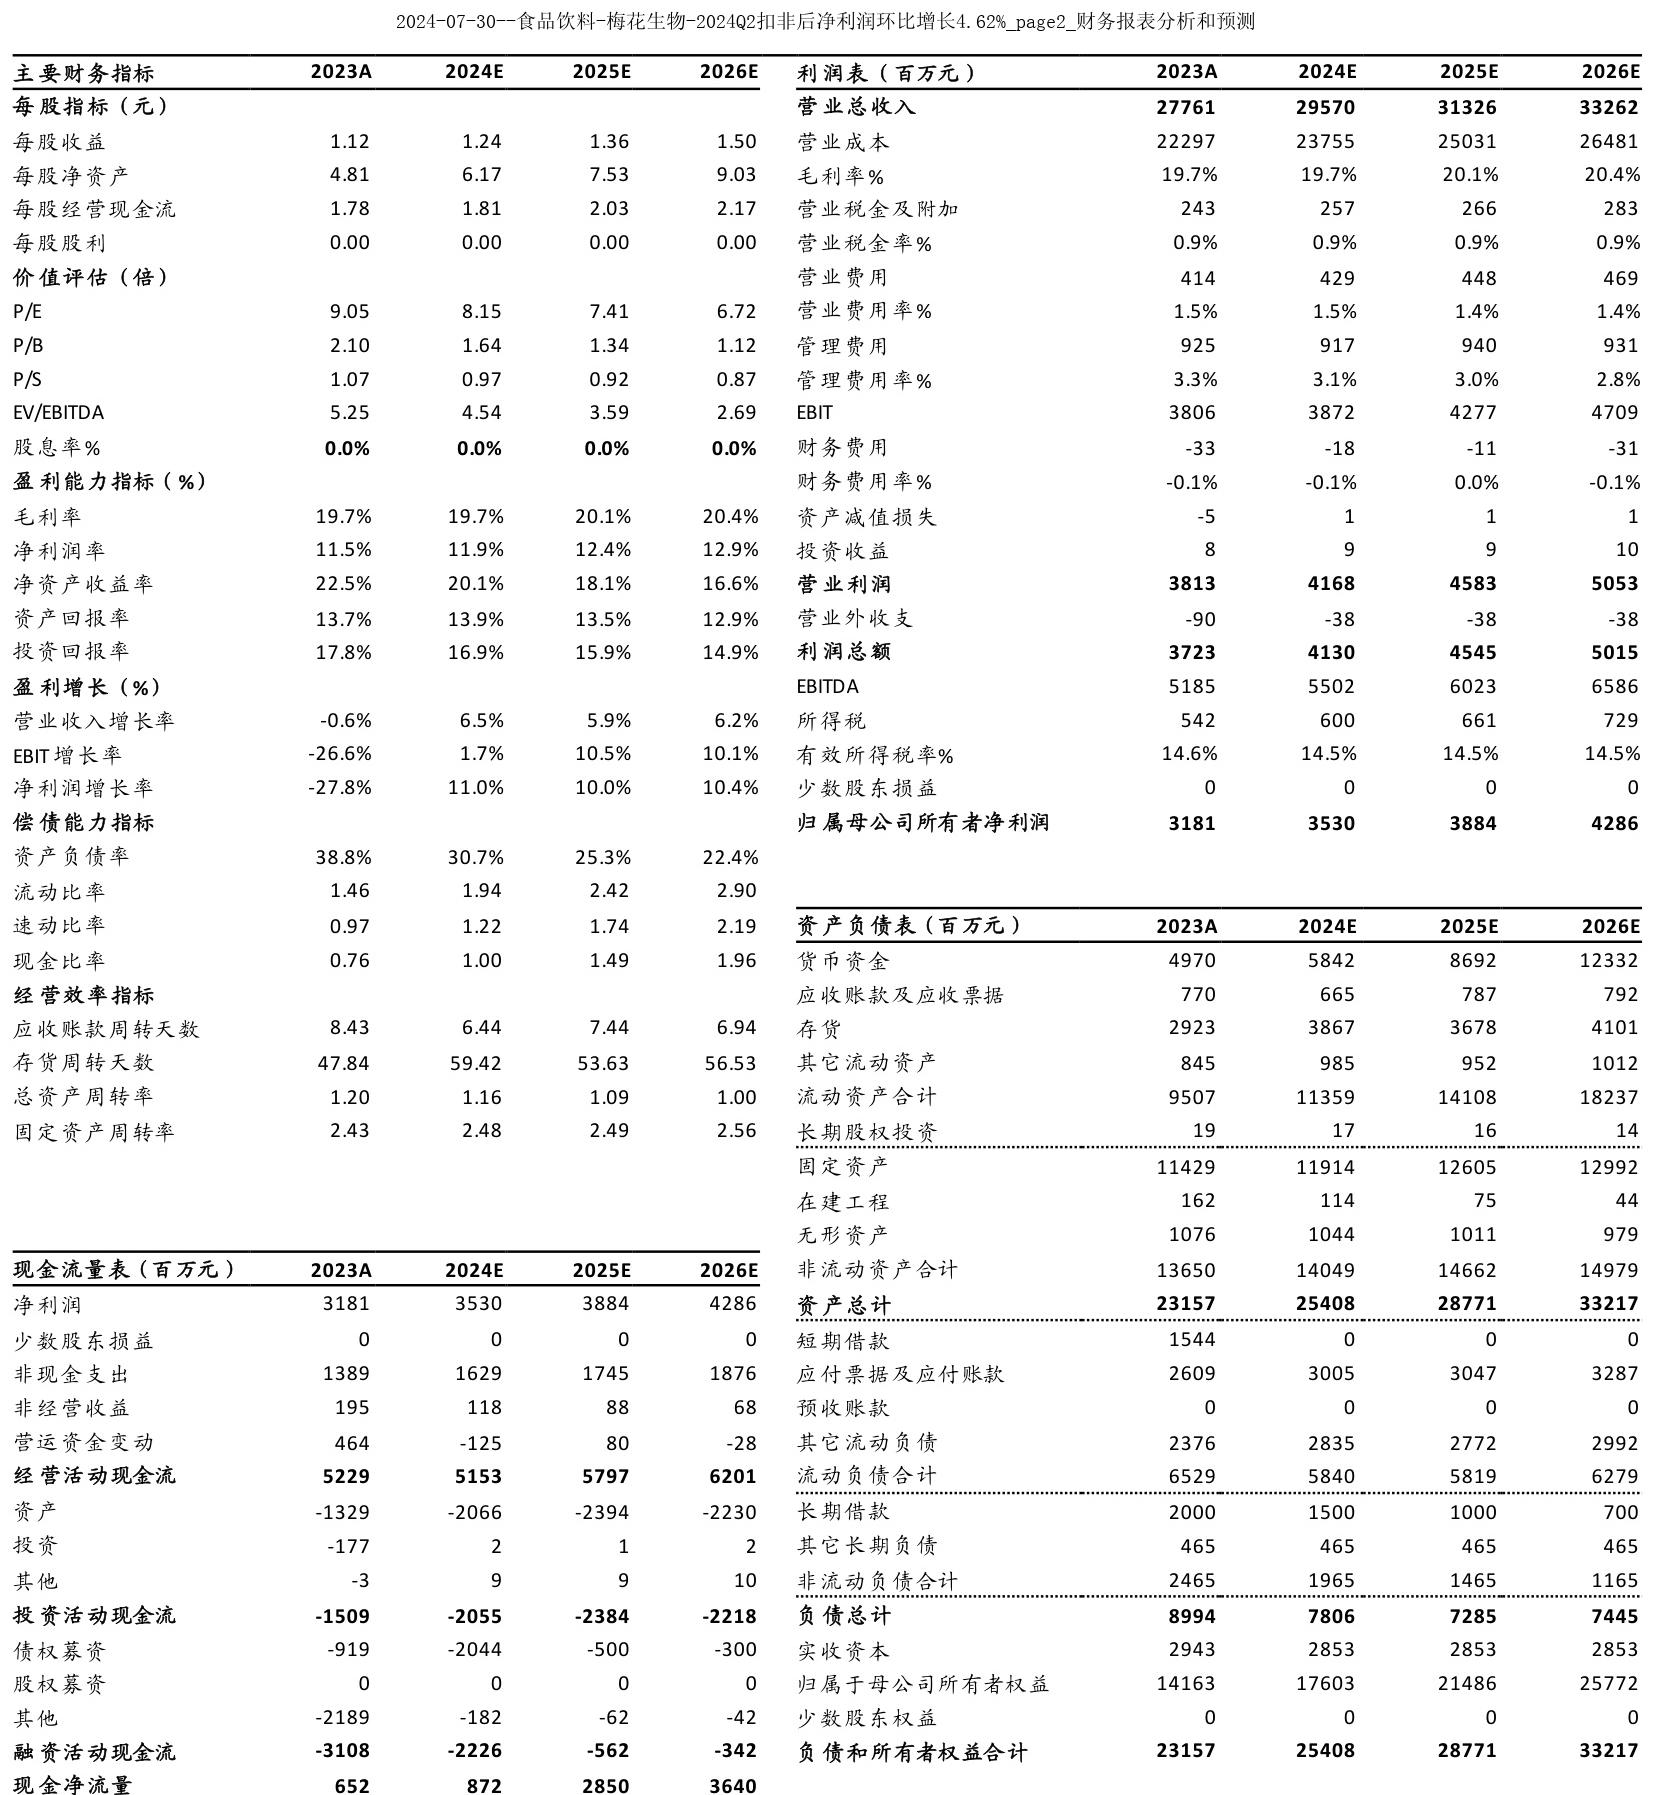 2024-07-30--食品饮料-梅花生物-2024Q2扣非后净利润环比增长4.62%_page2_财务报表分析和预测
主要财务指标 2023A 2024E 2025E 2026E
每股指标（元）
每股收益 1.12 1.24 1.36 1.50
每股净资产 4.81 6.17 7.53 9.03
每股经营现金流 1.78 1.81 2.03 2.17
每股股利 0.00 0.00 0.00 0.00
价值评估（倍）
P/E 9.05 8.15 7.41 6.72
P/B 2.10 1.64 1.34 1.12
P/S 1.07 0.97 0.92 0.87
EV/EBITDA 5.25 4.54 3.59 2.69
股息率% 0.0% 0.0% 0.0% 0.0%
盈利能力指标（%）
毛利率 19.7% 19.7% 20.1% 20.4%
净利润率 11.5% 11.9% 12.4% 12.9%
净资产收益率 22.5% 20.1% 18.1% 16.6%
资产回报率 13.7% 13.9% 13.5% 12.9%
投资回报率 17.8% 16.9% 15.9% 14.9%
盈利增长（%）
营业收入增长率 -0.6% 6.5% 5.9% 6.2%
EBIT增长率 -26.6% 1.7% 10.5% 10.1%
净利润增长率 -27.8% 11.0% 10.0% 10.4%
偿债能力指标
资产负债率 38.8% 30.7% 25.3% 22.4%
流动比率 1.46 1.94 2.42 2.90
速动比率 0.97 1.22 1.74 2.19
现金比率 0.76 1.00 1.49 1.96
经营效率指标
应收账款周转天数 8.43 6.44 7.44 6.94
存货周转天数 47.84 59.42 53.63 56.53
总资产周转率 1.20 1.16 1.09 1.00
固定资产周转率 2.43 2.48 2.49 2.56
现金流量表（百万元） 2023A 2024E 2025E 2026E
净利润 3181 3530 3884 4286
少数股东损益 0 0 0 0
非现金支出 1389 1629 1745 1876
非经营收益 195 118 88 68
营运资金变动 464 -125 80 -28
经营活动现金流 5229 5153 5797 6201
资产 -1329 -2066 -2394 -2230
投资 -177 2 1 2
其他 -3 9 9 10
投资活动现金流 -1509 -2055 -2384 -2218
债权募资 -919 -2044 -500 -300
股权募资 0 0 0 0
其他 -2189 -182 -62 -42
融资活动现金流 -3108 -2226 -562 -342
现金净流量 652 872 2850 3640
利润表（百万元） 2023A 2024E 2025E 2026E
营业总收入 27761 29570 31326 33262
营业成本 22297 23755 25031 26481
毛利率% 19.7% 19.7% 20.1% 20.4%
营业税金及附加 243 257 266 283
营业税金率% 0.9% 0.9% 0.9% 0.9%
营业费用 414 429 448 469
营业费用率% 1.5% 1.5% 1.4% 1.4%
管理费用 925 917 940 931
管理费用率% 3.3% 3.1% 3.0% 2.8%
EBIT 3806 3872 4277 4709
财务费用 -33 -18 -11 -31
财务费用率% -0.1% -0.1% 0.0% -0.1%
资产减值损失 -5 1 1 1
投资收益 8 9 9 10
营业利润 3813 4168 4583 5053
营业外收支 -90 -38 -38 -38
利润总额 3723 4130 4545 5015
EBITDA 5185 5502 6023 6586
所得税 542 600 661 729
有效所得税率% 14.6% 14.5% 14.5% 14.5%
少数股东损益 0 0 0 0
归属母公司所有者净利润 3181 3530 3884 4286
资产负债表（百万元） 2023A 2024E 2025E 2026E
货币资金 4970 5842 8692 12332
应收账款及应收票据 770 665 787 792
存货 2923 3867 3678 4101
其它流动资产 845 985 952 1012
流动资产合计 9507 11359 14108 18237
长期股权投资 19 17 16 14
固定资产 11429 11914 12605 12992
在建工程 162 114 75 44
无形资产 1076 1044 1011 979
非流动资产合计 13650 14049 14662 14979
资产总计 23157 25408 28771 33217
短期借款 1544 0 0 0
应付票据及应付账款 2609 3005 3047 3287
预收账款 0 0 0 0
其它流动负债 2376 2835 2772 2992
流动负债合计 6529 5840 5819 6279
长期借款 2000 1500 1000 700
其它长期负债 465 465 465 465
非流动负债合计 2465 1965 1465 1165
负债总计 8994 7806 7285 7445
实收资本 2943 2853 2853 2853
归属于母公司所有者权益 14163 17603 21486 25772
少数股东权益 0 0 0 0
负债和所有者权益合计 23157 25408 28771 33217